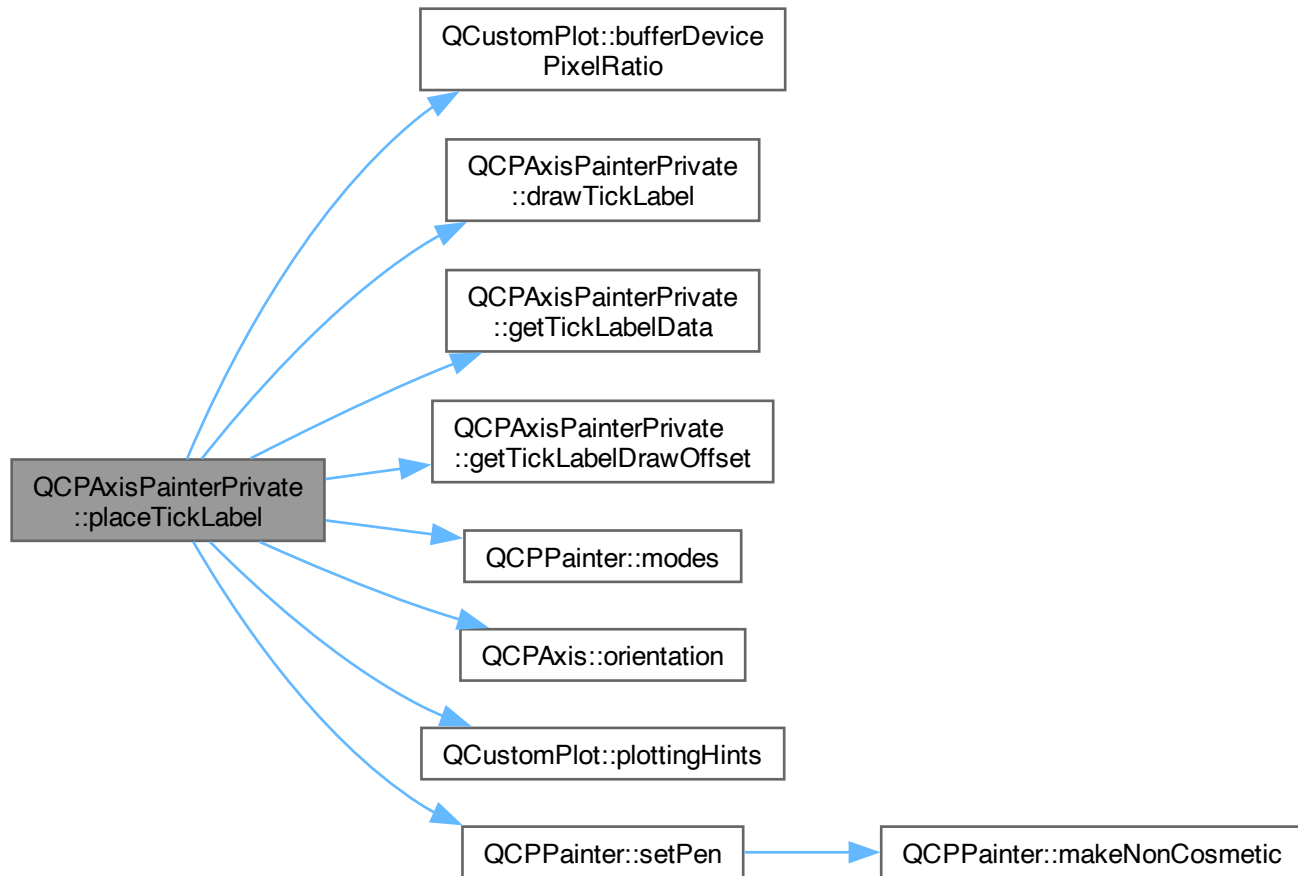 QCustomPlot::bufferDevice
PixelRatio
QCPAxisPainterPrivate
::drawTickLabel
QCPAxisPainterPrivate
::getTickLabelData
QCPAxisPainterPrivate
::getTickLabelDrawOffset
QCPAxisPainterPrivate
::placeTickLabel
QCPPainter::modes
QCPAxis::orientation
QCustomPlot::plottingHints
QCPPainter::setPen
QCPPainter::makeNonCosmetic